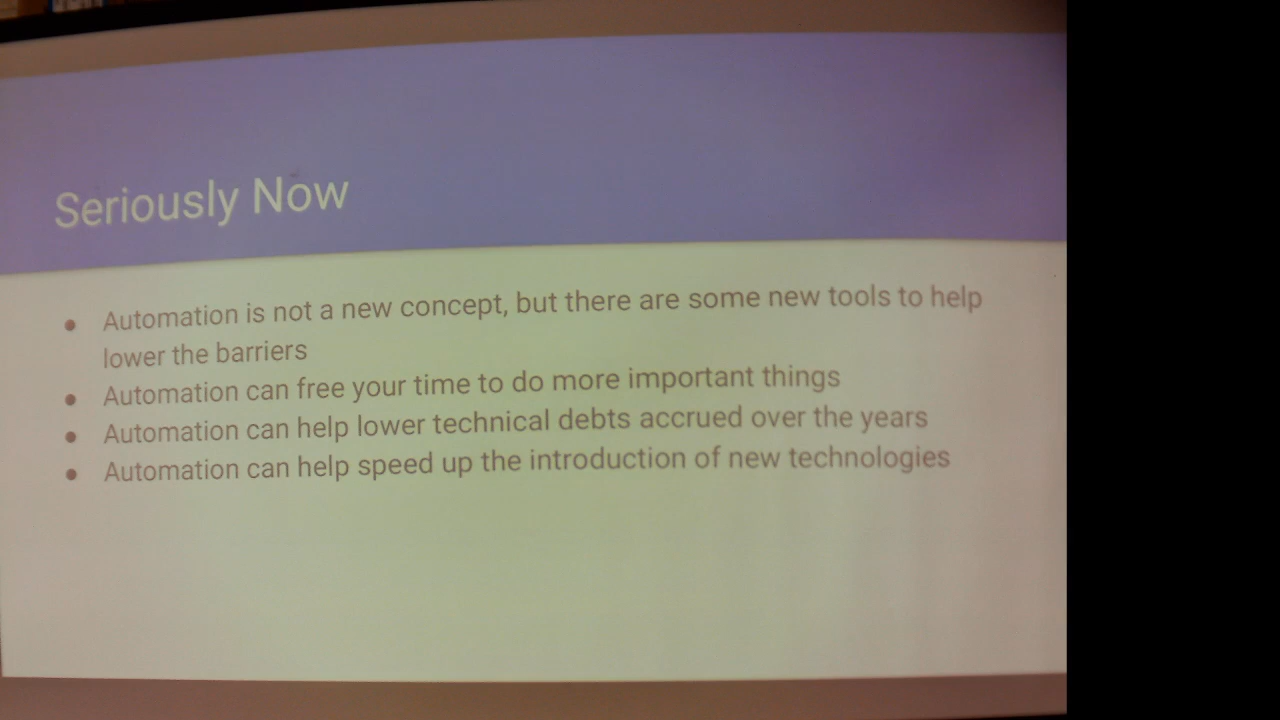 Seriously Now
• Automation is not a new concept, but there are some new tools to help
lower the barriers
• Automation can free your time to do more important things
• Automation can help lower technical debts accrued over the years
• Automation can help speed up the introduction of new technologies